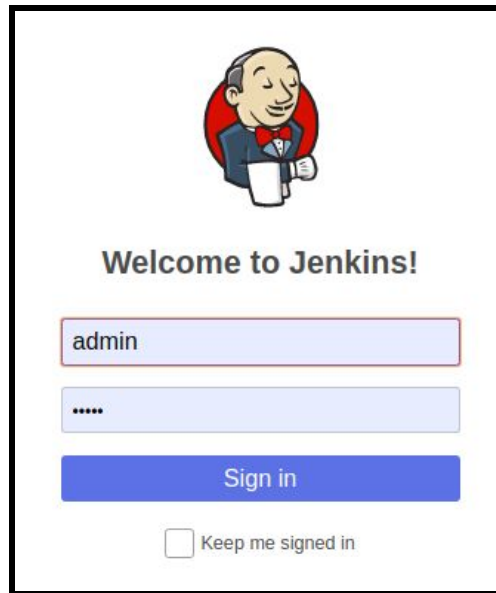 Welcome to Jenkins!
admin
•••••
Sign in
Keep me signed in